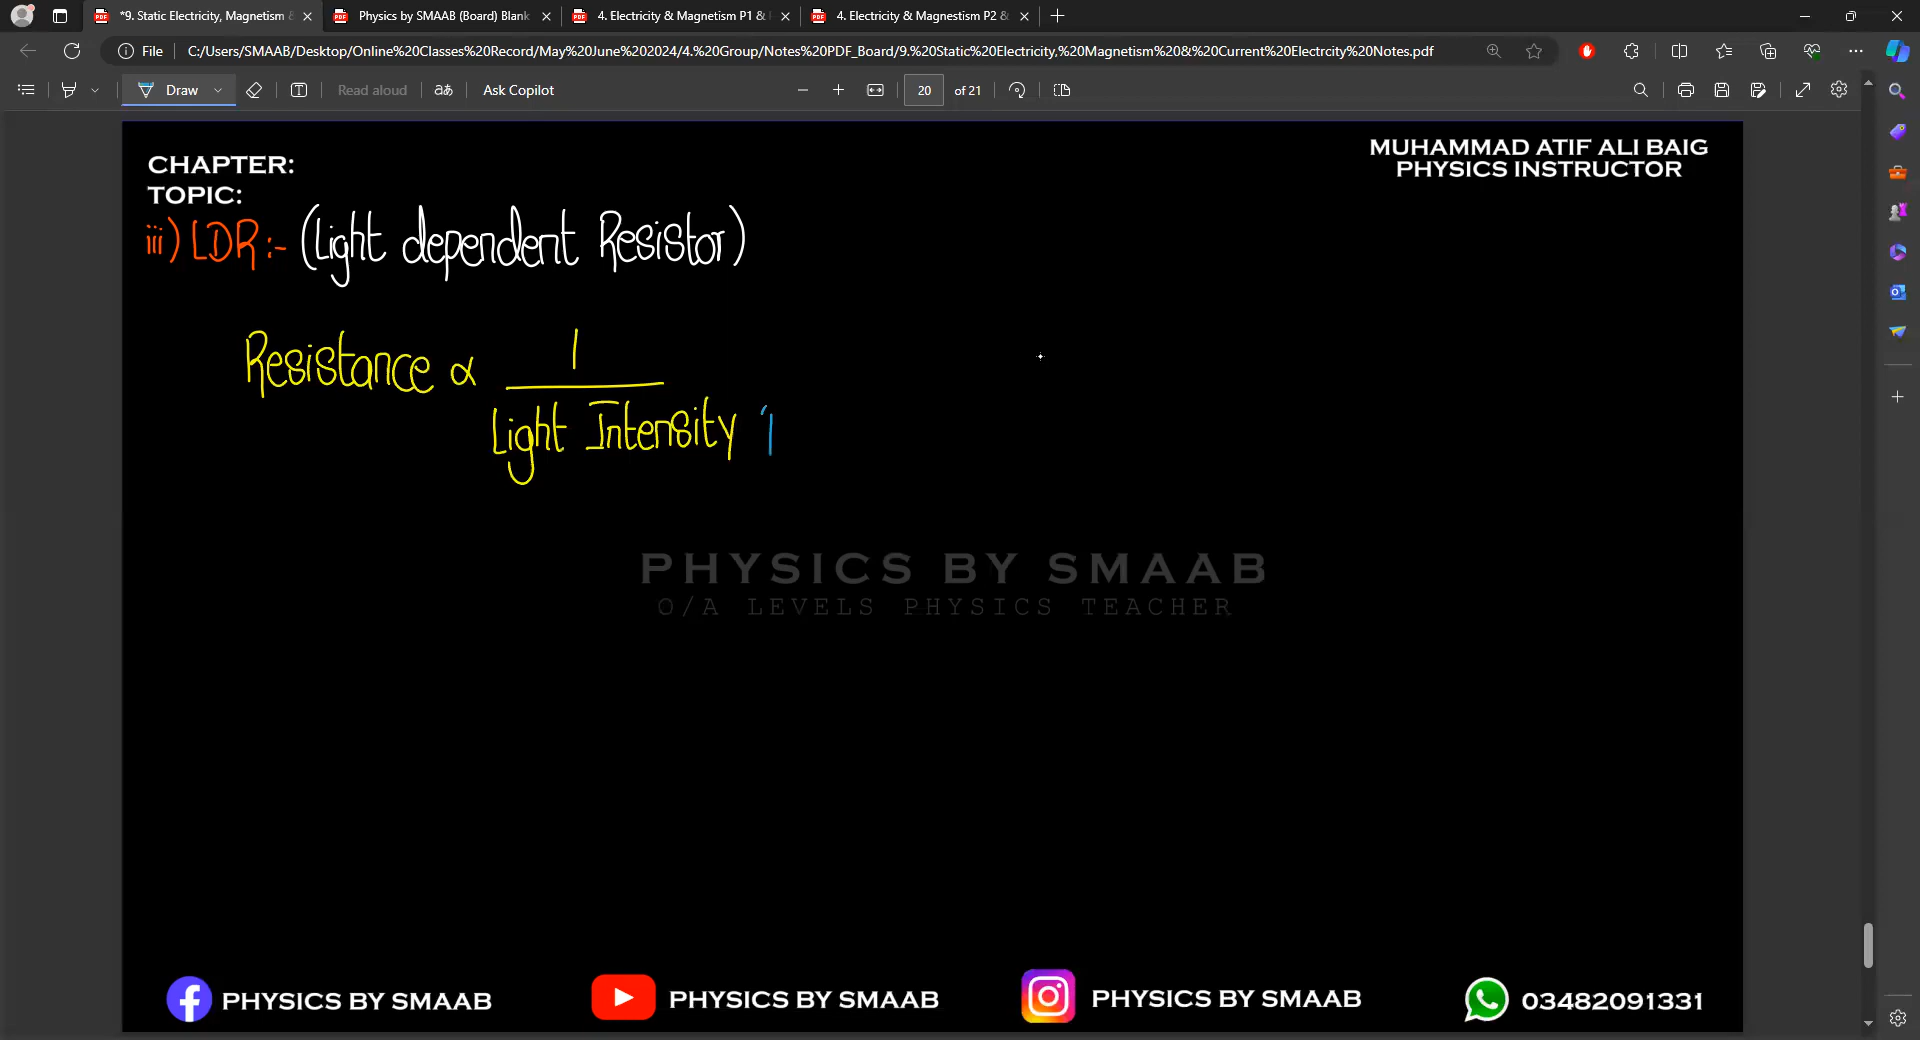 *9. Static Electricity, Magnetism &
Physics by SMAAB (Board) Blank
4. Electricity & Magnetism P1 &
4. Electricity & Magnestism P2 &
File
C:/Users/SMAAB/Desktop/Online%20Classes%20Record/May%20June%202024/4.%20Group/Notes%20PDF_Board/9.%20Static%20Electricity,%20Magnetism%20&%20Current%20Electrcity%20Notes.pdf
Draw
Read aloud
aあ
Ask Copilot
20
of 21
CHAPTER:
TOPIC:
MUHAMMAD ATIF ALI BAIG
PHYSICS INSTRUCTOR
iii) LDR:- (Light dependent Resistor)
Resistance ∝ 1
Light Intensity
PHYSICS BY SMAAB
O/A LEVELS PHYSICS TEACHER
PHYSICS BY SMAAB
PHYSICS BY SMAAB
PHYSICS BY SMAAB
03482091331